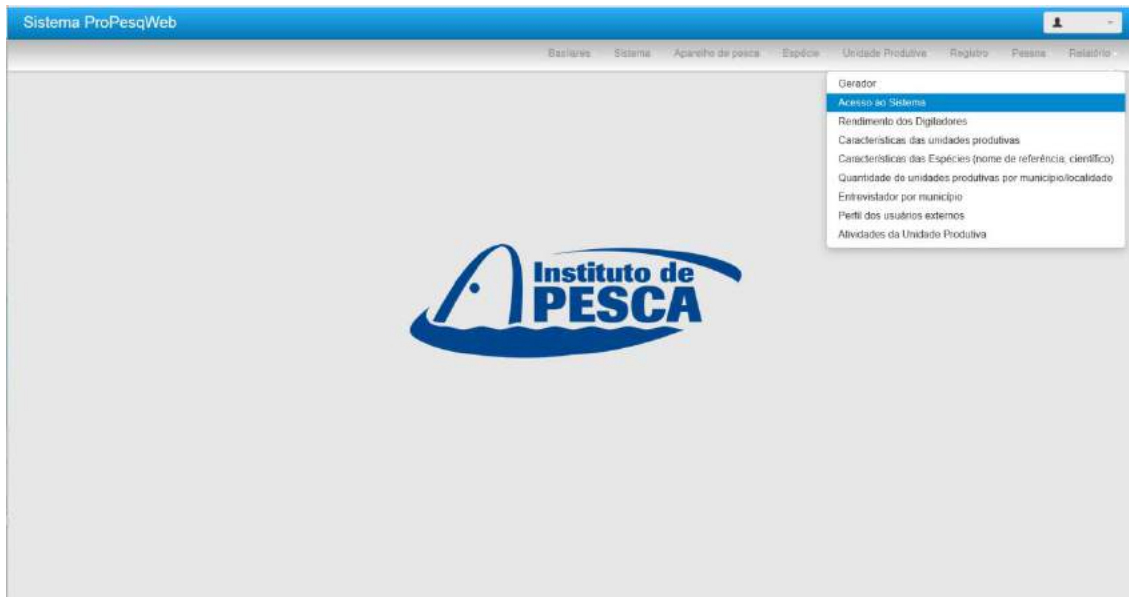 Sistema ProPesqWeb
Basilares Sistema Aparelho de pesca Espécie Unidade Produtiva Registro Pessoa Relatório
Gerador
Acesso ao Sistema
Rendimento dos Digitadores
Características das unidades produtivas
Características das Espécies (nome de referência, científico)
Quantidade de unidades produtivas por município/localidade
Entrevistador por município
Perfil dos usuários externos
Atividades da Unidade Produtiva
Instituto de
PESCA